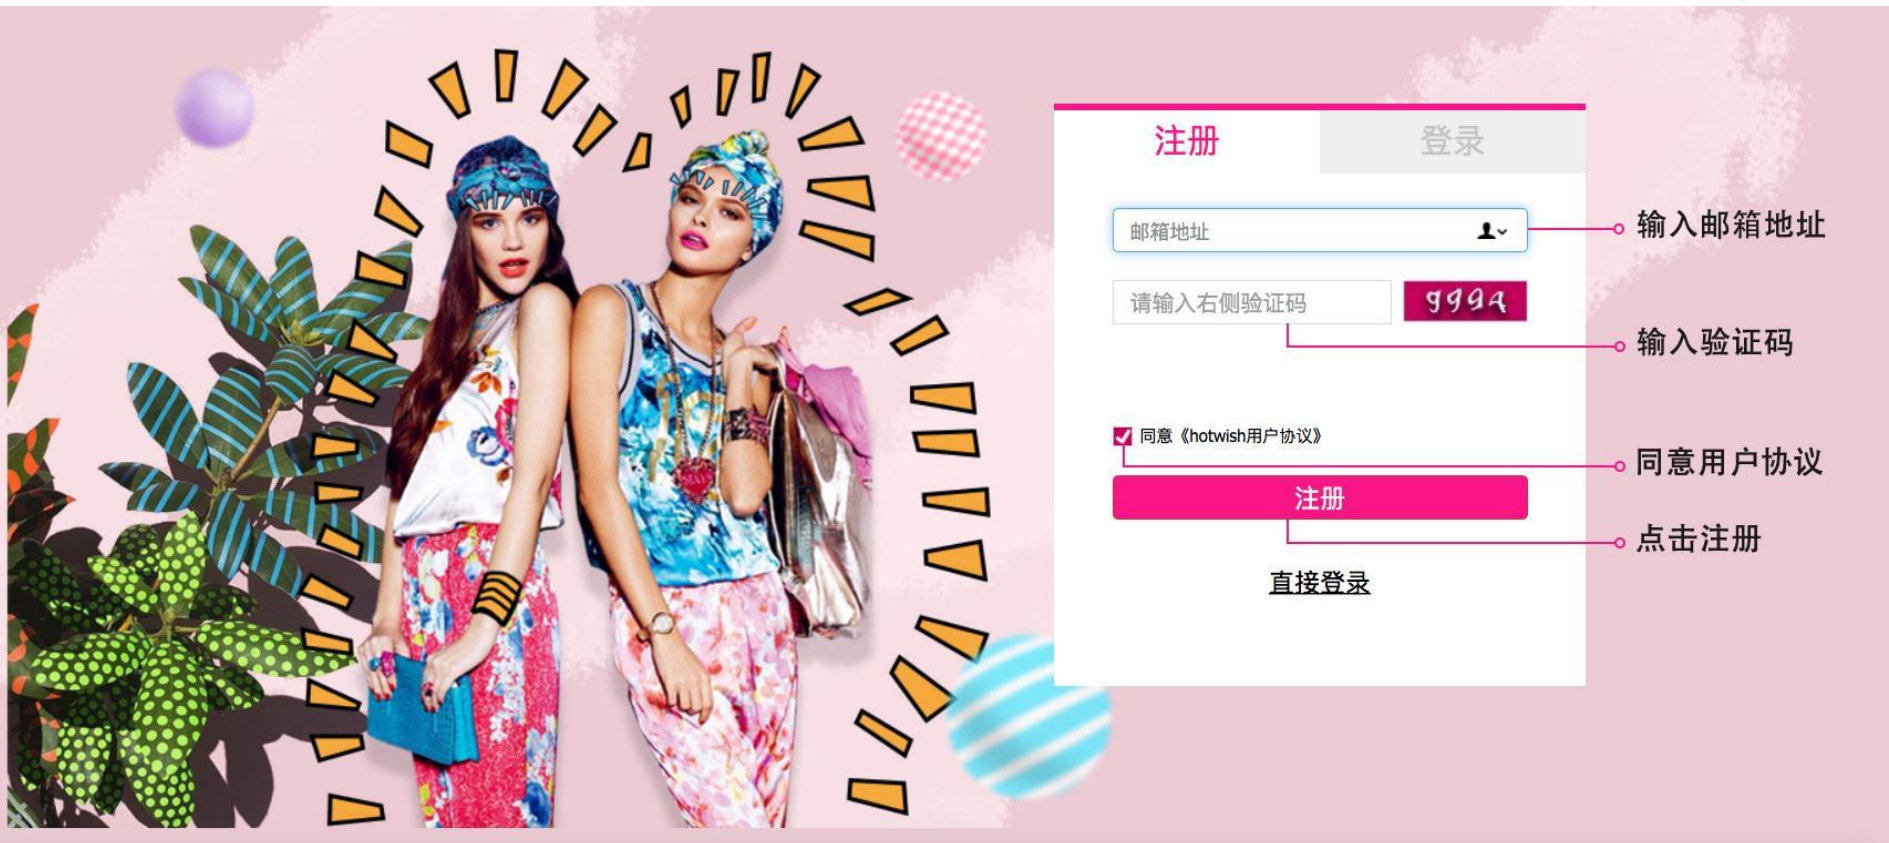 注册
登录
邮箱地址
输入邮箱地址
请输入右侧验证码
999A
输入验证码
同意《hotwish用户协议》
同意用户协议
注册
点击注册
直接登录